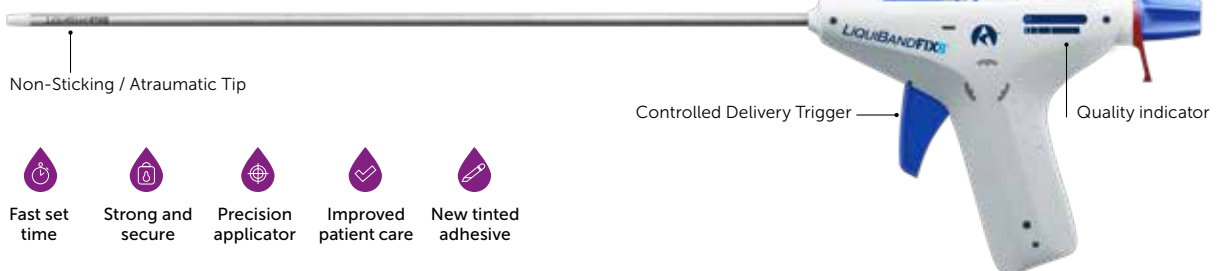 LIQUIBANDFIX8
LIQUIBANDFIX8
Non-Sticking / Atraumatic Tip
Controlled Delivery Trigger
Quality indicator
Fast set
time
Strong and
secure
Precision
applicator
Improved
patient care
New tinted
adhesive